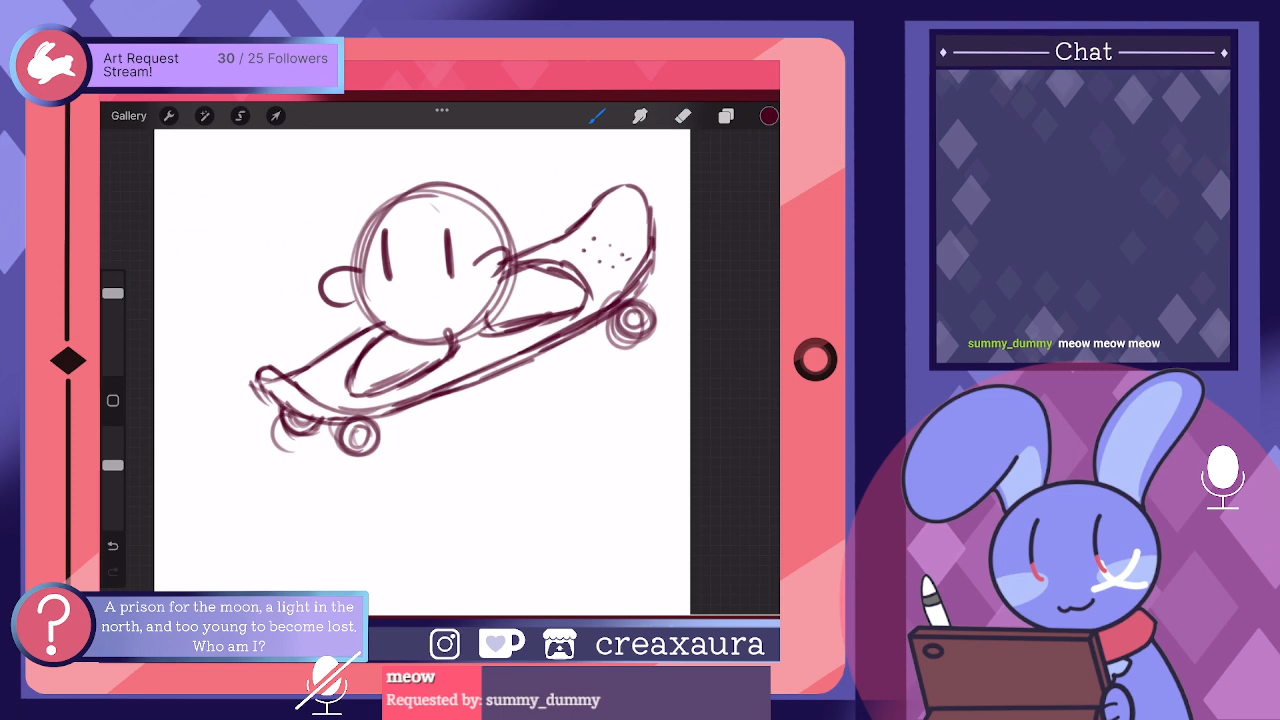 Art Request 30 / 25 Followers
Stream!
Chat
Gallery
summy_dummy meow meow meow
A prison for the moon, a light in the
north, and too young to become lost.
Who am I?
creaxaura
meow
Requested by: summy_dummy